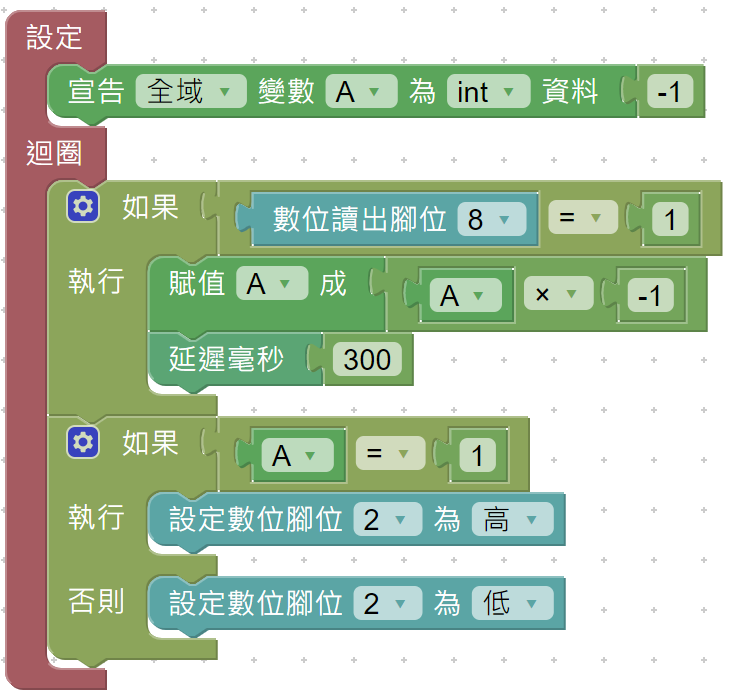 設定
宣告 全域 變數 A 為 int 資料 -1
迴圈
如果 數位讀出腳位 8 = 1
執行 賦值 A 成 A × -1
延遲毫秒 300
如果 A = 1
執行 設定數位腳位 2 為 高
否則 設定數位腳位 2 為 低